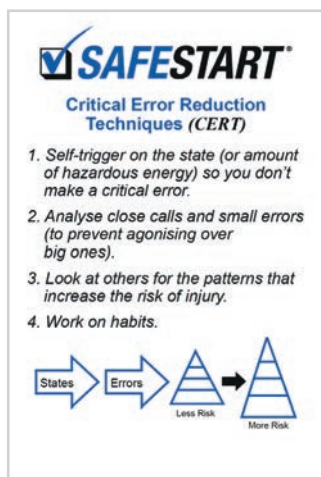 SAFESTART®
Critical Error Reduction
Techniques (CERT)
1. Self-trigger on the state (or amount
of hazardous energy) so you don't
make a critical error.
2. Analyse close calls and small errors
(to prevent agonising over
big ones).
3. Look at others for the patterns that
increase the risk of injury.
4. Work on habits.
States
Errors
Less Risk
More Risk